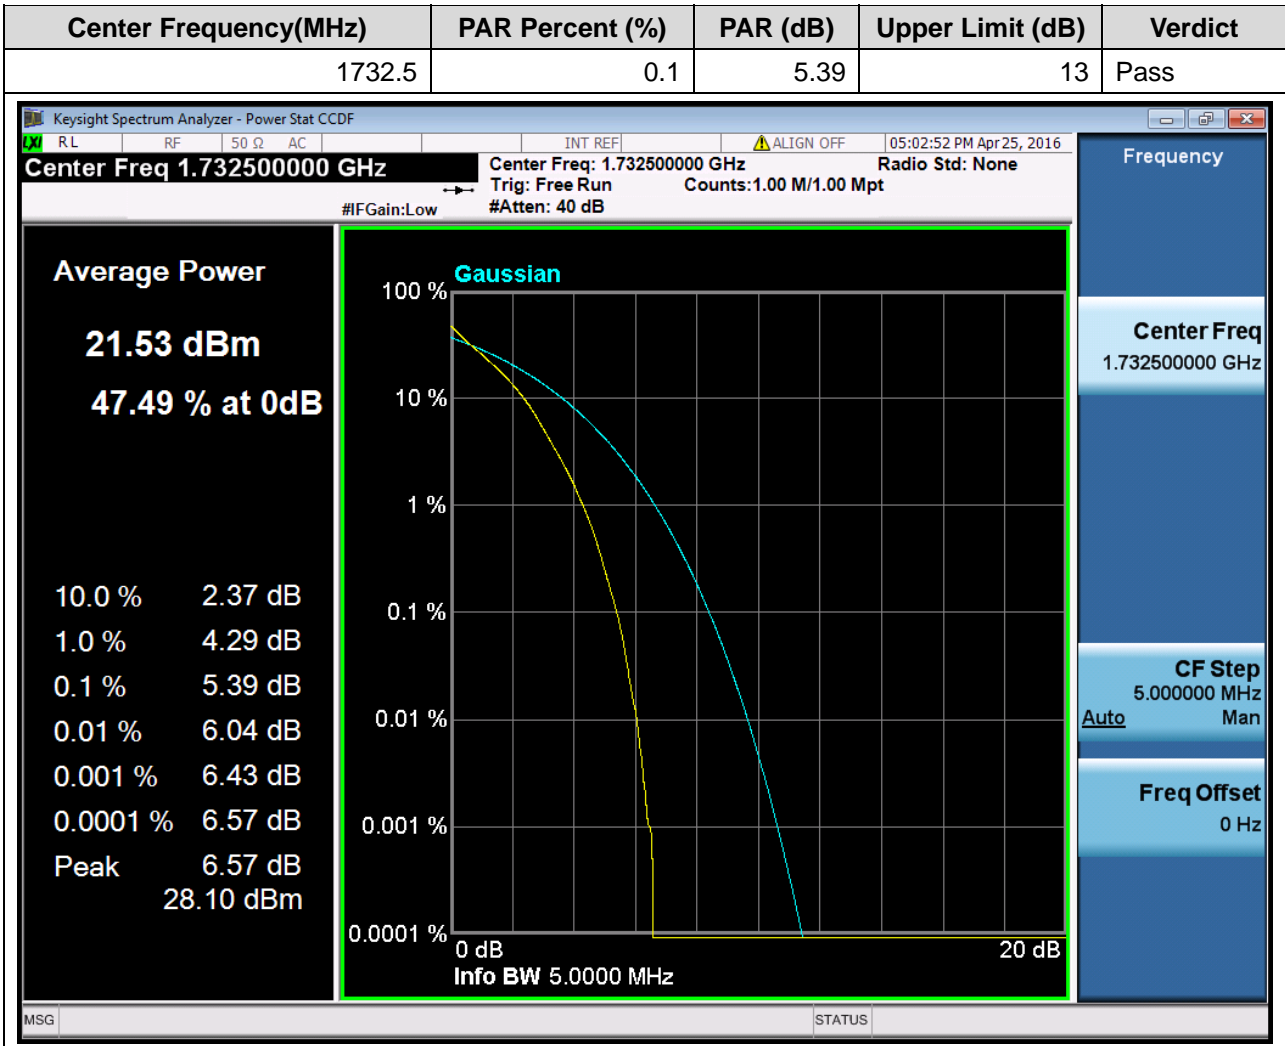 Center Frequency(MHz) PAR Percent (%) PAR (dB) Upper Limit (dB) Verdict
1732.5 0.1 5.39 13 Pass
Keysight Spectrum Analyzer - Power Stat CCDF
LXI RL RF 50 Ω AC INT REF ALIGN OFF 05:02:52 PM Apr 25, 2016
Center Freq 1.732500000 GHz
Center Freq: 1.732500000 GHz Radio Std: None
Trig: Free Run Counts:1.00 M/1.00 Mpt
#IFGain:Low #Atten: 40 dB
Average Power
21.53 dBm
47.49 % at 0dB
10.0 % 2.37 dB
1.0 % 4.29 dB
0.1 % 5.39 dB
0.01 % 6.04 dB
0.001 % 6.43 dB
0.0001 % 6.57 dB
Peak 6.57 dB
28.10 dBm
Gaussian
100 %
10 %
1 %
0.1 %
0.01 %
0.001 %
0.0001 %
0 dB 20 dB
Info BW 5.0000 MHz
Frequency
Center Freq
1.732500000 GHz
CF Step
5.000000 MHz
Auto Man
Freq Offset
0 Hz
MSG STATUS